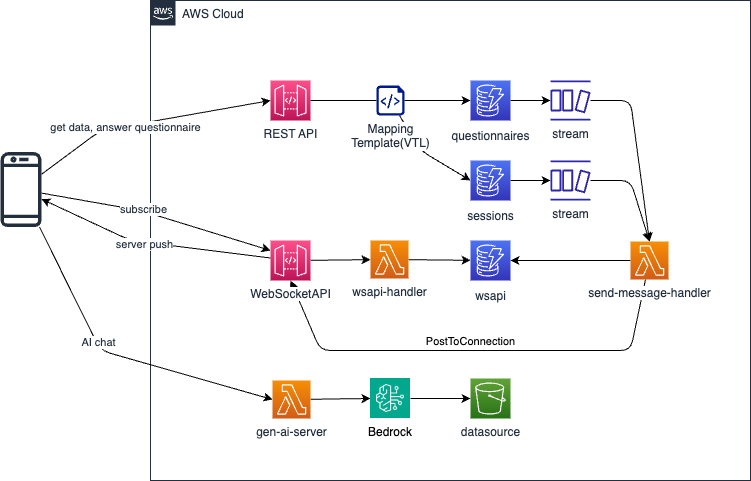 aws
AWS Cloud
get data, answer questionnaire
REST API
Mapping
Template(VTL)
questionnaires
stream
sessions
stream
subscribe
server push
WebSocketAPI
wsapi-handler
wsapi
send-message-handler
PostToConnection
AI chat
gen-ai-server
Bedrock
datasource